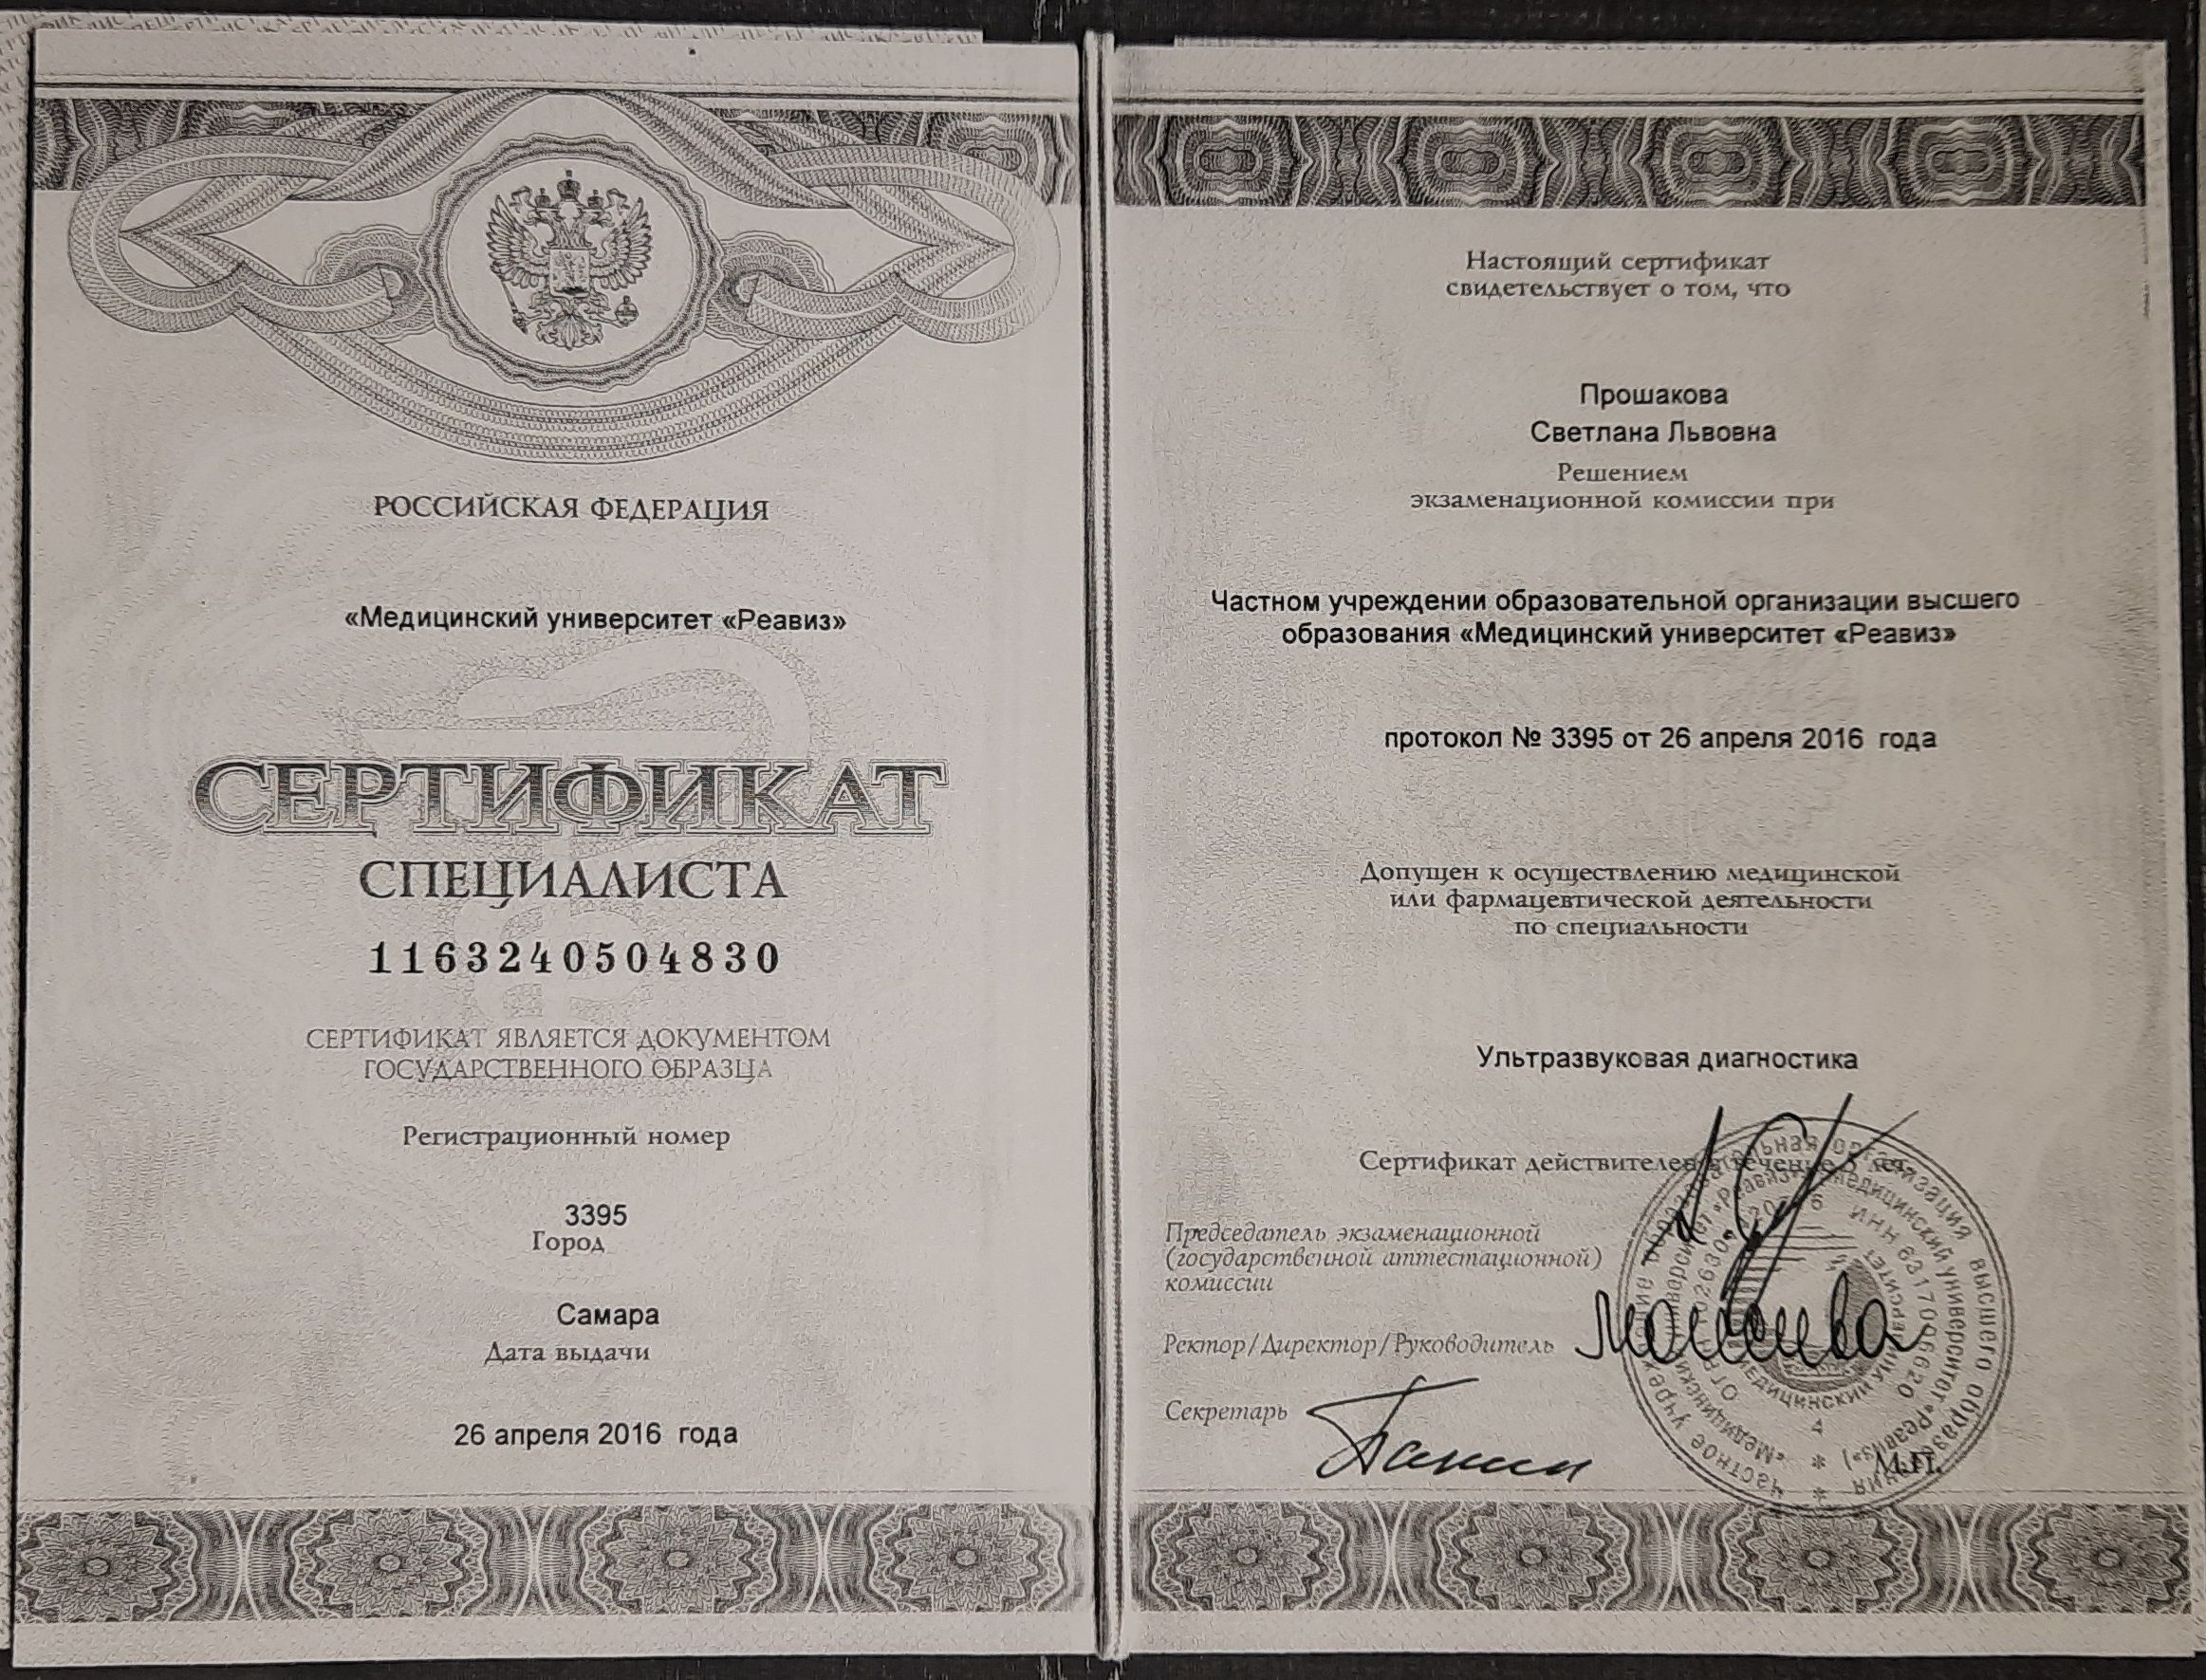 РОССИЙСКАЯ ФЕДЕРАЦИЯ
«Медицинский университет «Реавиз»
СЕРТИФИКАТ
СПЕЦИАЛИСТА
1163240504830
СЕРТИФИКАТ ЯВЛЯЕТСЯ ДОКУМЕНТОМ
ГОСУДАРСТВЕННОГО ОБРАЗЦА
Регистрационный номер
3395
Город
Самара
Дата выдачи
26 апреля 2016 года
Настоящий сертификат
свидетельствует о том, что
Прошакова
Светлана Львовна
Решением
экзаменационной комиссии при
Частном учреждении образовательной организации высшего
образования «Медицинский университет «Реавиз»
протокол № 3395 от 26 апреля 2016 года
Допущен к осуществлению медицинской
или фармацевтической деятельности
по специальности
Ультразвуковая диагностика
Сертификат действителен в течение 5 лет.
Председатель экзаменационной
(государственной аттестационной)
комиссии
Ректор/Директор/Руководитель
Секретарь
М.П.